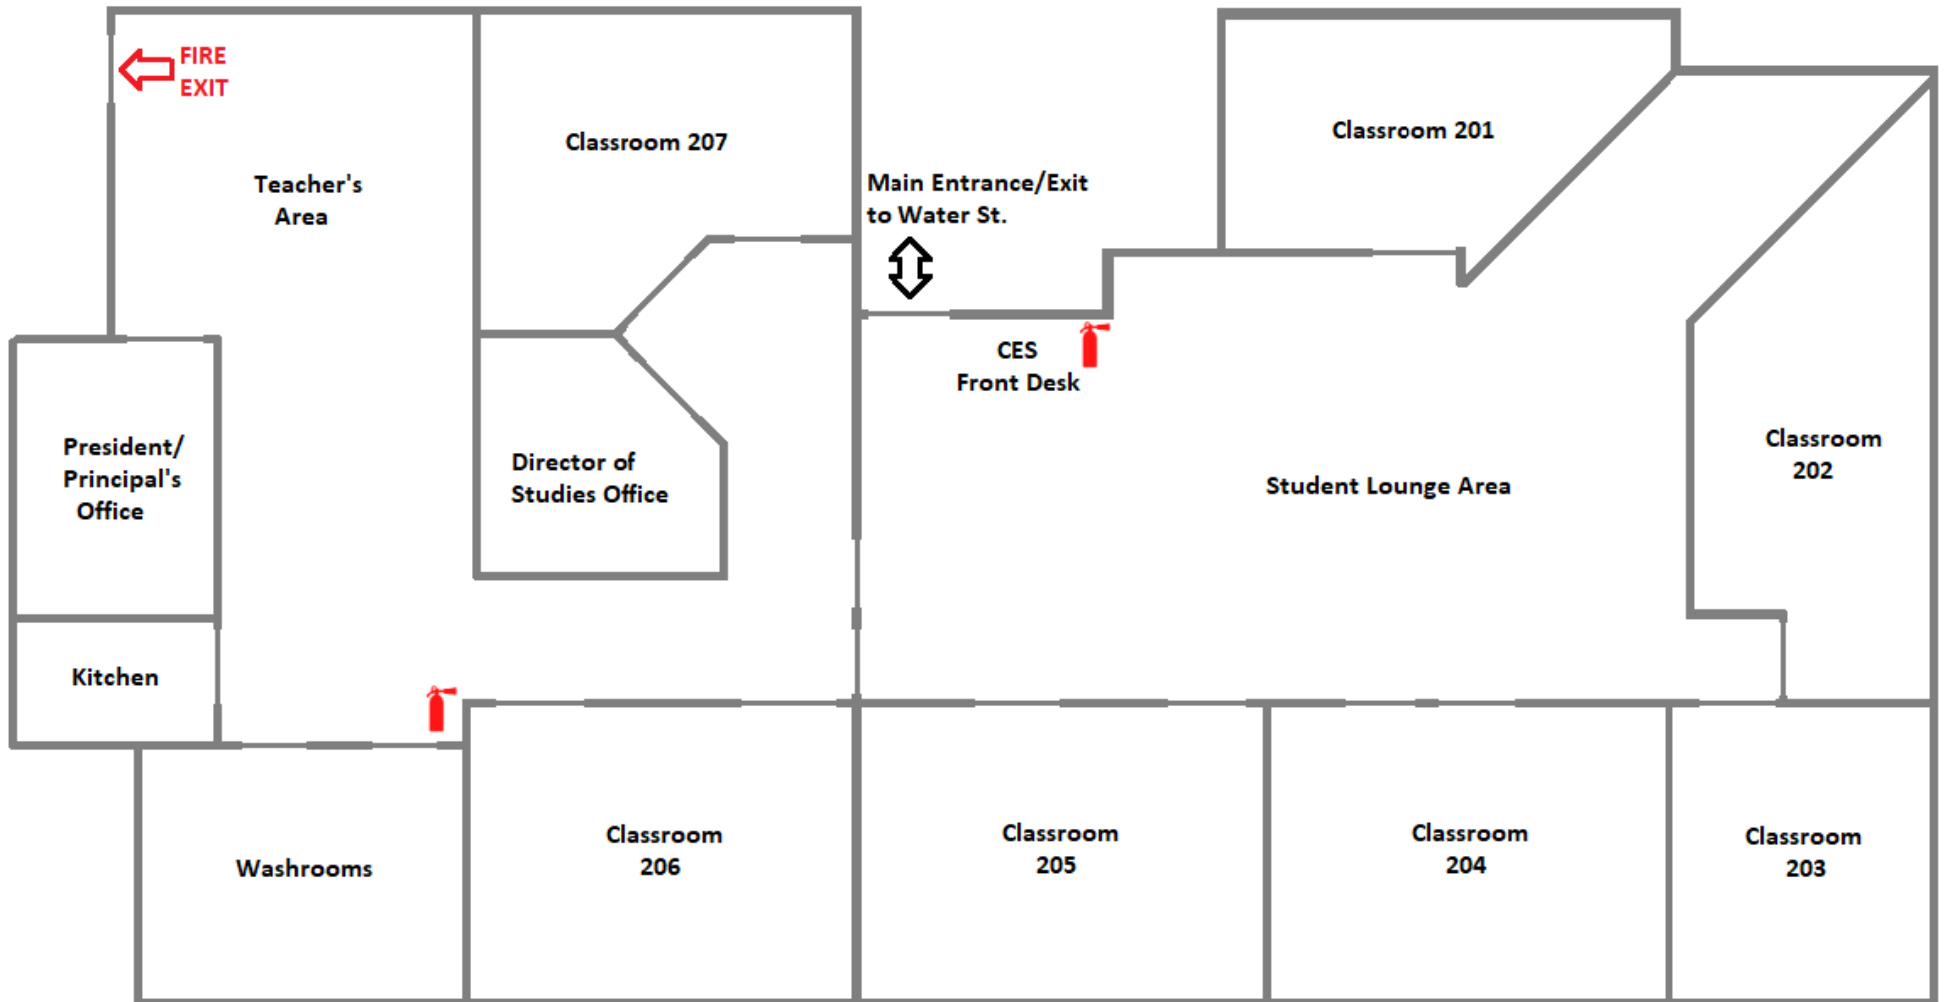 FIRE
EXIT
Classroom 207
Classroom 201
Teacher's
Area
Main Entrance/Exit
to Water St.
CES
Front Desk
President/
Principal's
Office
Director of
Studies Office
Student Lounge Area
Classroom
202
Kitchen
Washrooms
Classroom
206
Classroom
205
Classroom
204
Classroom
203